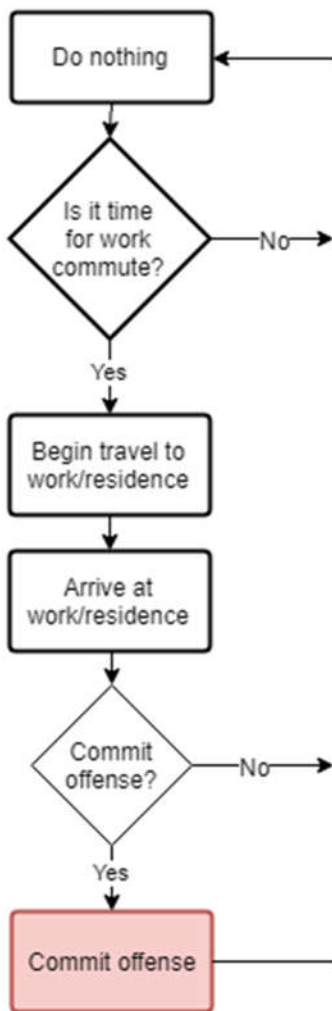 Do nothing
Is it time
for work
commute?
No
Yes
Begin travel to
work/residence
Arrive at
work/residence
Commit
offense?
No
Yes
Commit offense